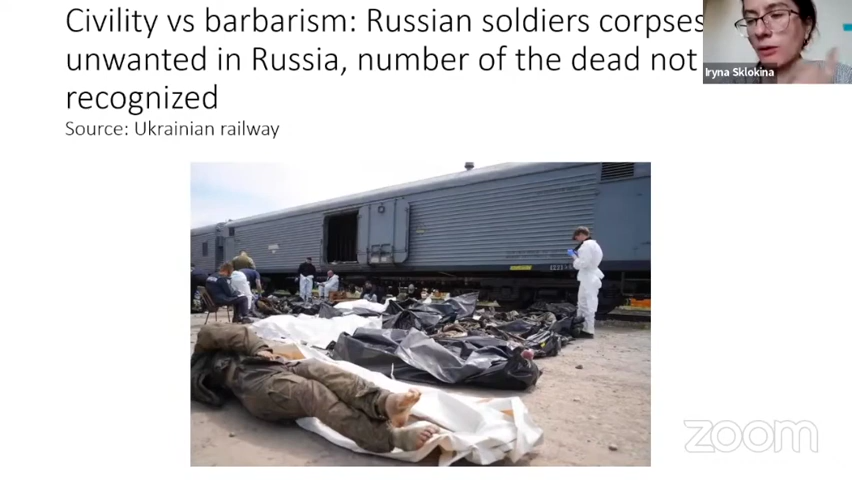 Civility vs barbarism: Russian soldiers corpses
unwanted in Russia, number of the dead not
recognized
Source: Ukrainian railway
Iryna Sklokina
zoom